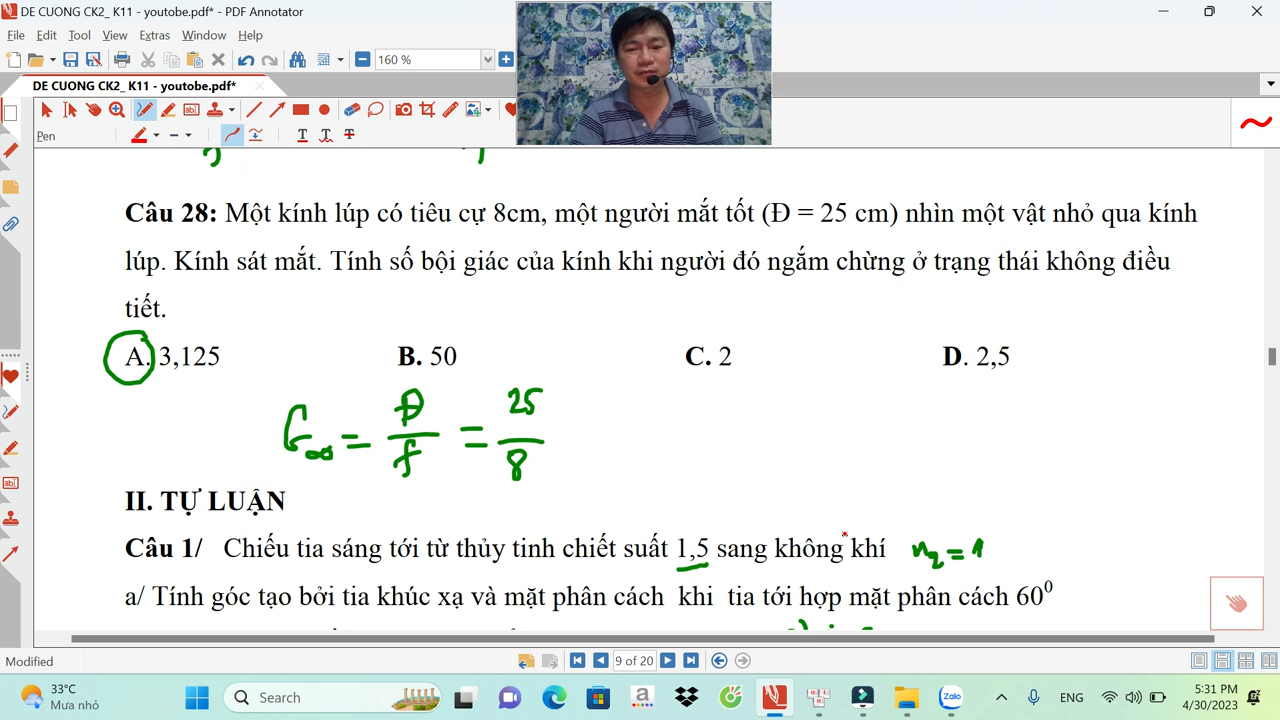 DE CUONG CK2_ K11 - youtobe.pdf* - PDF Annotator
File Edit Tool View Extras Window Help
160 %
DE CUONG CK2_ K11 - youtobe.pdf*
Pen
Câu 28: Một kính lúp có tiêu cự 8cm, một người mắt tốt (Đ = 25 cm) nhìn một vật nhỏ qua kính
lúp. Kính sát mắt. Tính số bội giác của kính khi người đó ngắm chừng ở trạng thái không điều
tiết.
A. 3,125 B. 50 C. 2 D. 2,5
G∞ = Đ/f = 25/8
II. TỰ LUẬN
Câu 1/ Chiếu tia sáng tới từ thủy tinh chiết suất 1,5 sang không khí n2 = 1
a/ Tính góc tạo bởi tia khúc xạ và mặt phân cách khi tia tới hợp mặt phân cách 60⁰
9 of 20
Modified
33°C
Mưa nhỏ
Search
Zalo
ENG
5:31 PM
4/30/2023